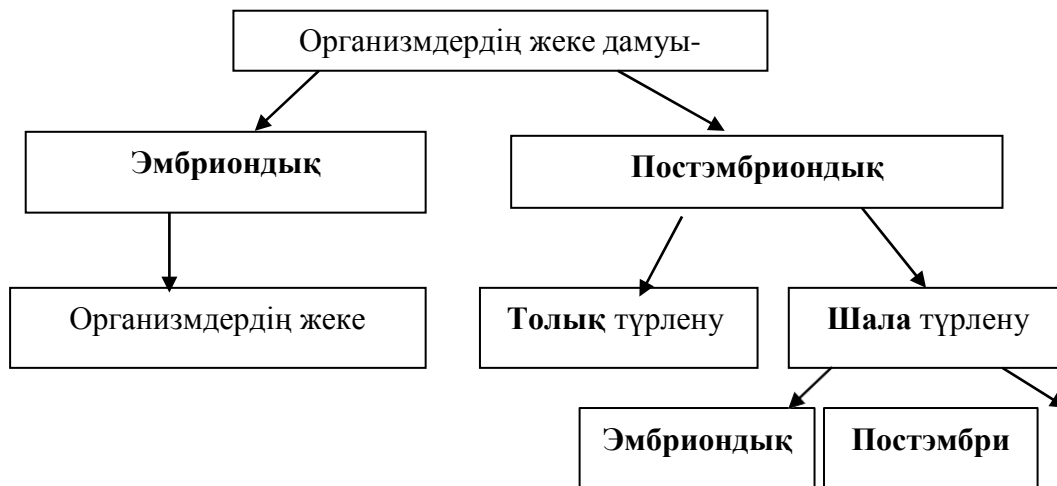 Организмдердің жеке дамуы-
Эмбриондық
Постэмбриондық
Организмдердің жеке
Толық түрлену
Шала түрлену
Эмбриондық
Постэмбри